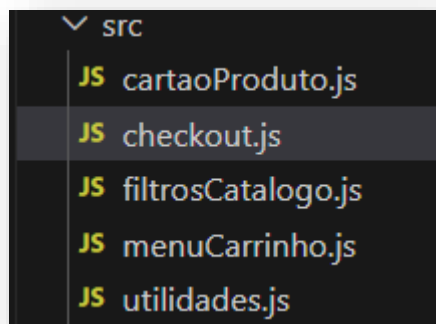 src
JS cartaoProduto.js
JS checkout.js
JS filtrosCatalogo.js
JS menuCarrinho.js
JS utilidades.js